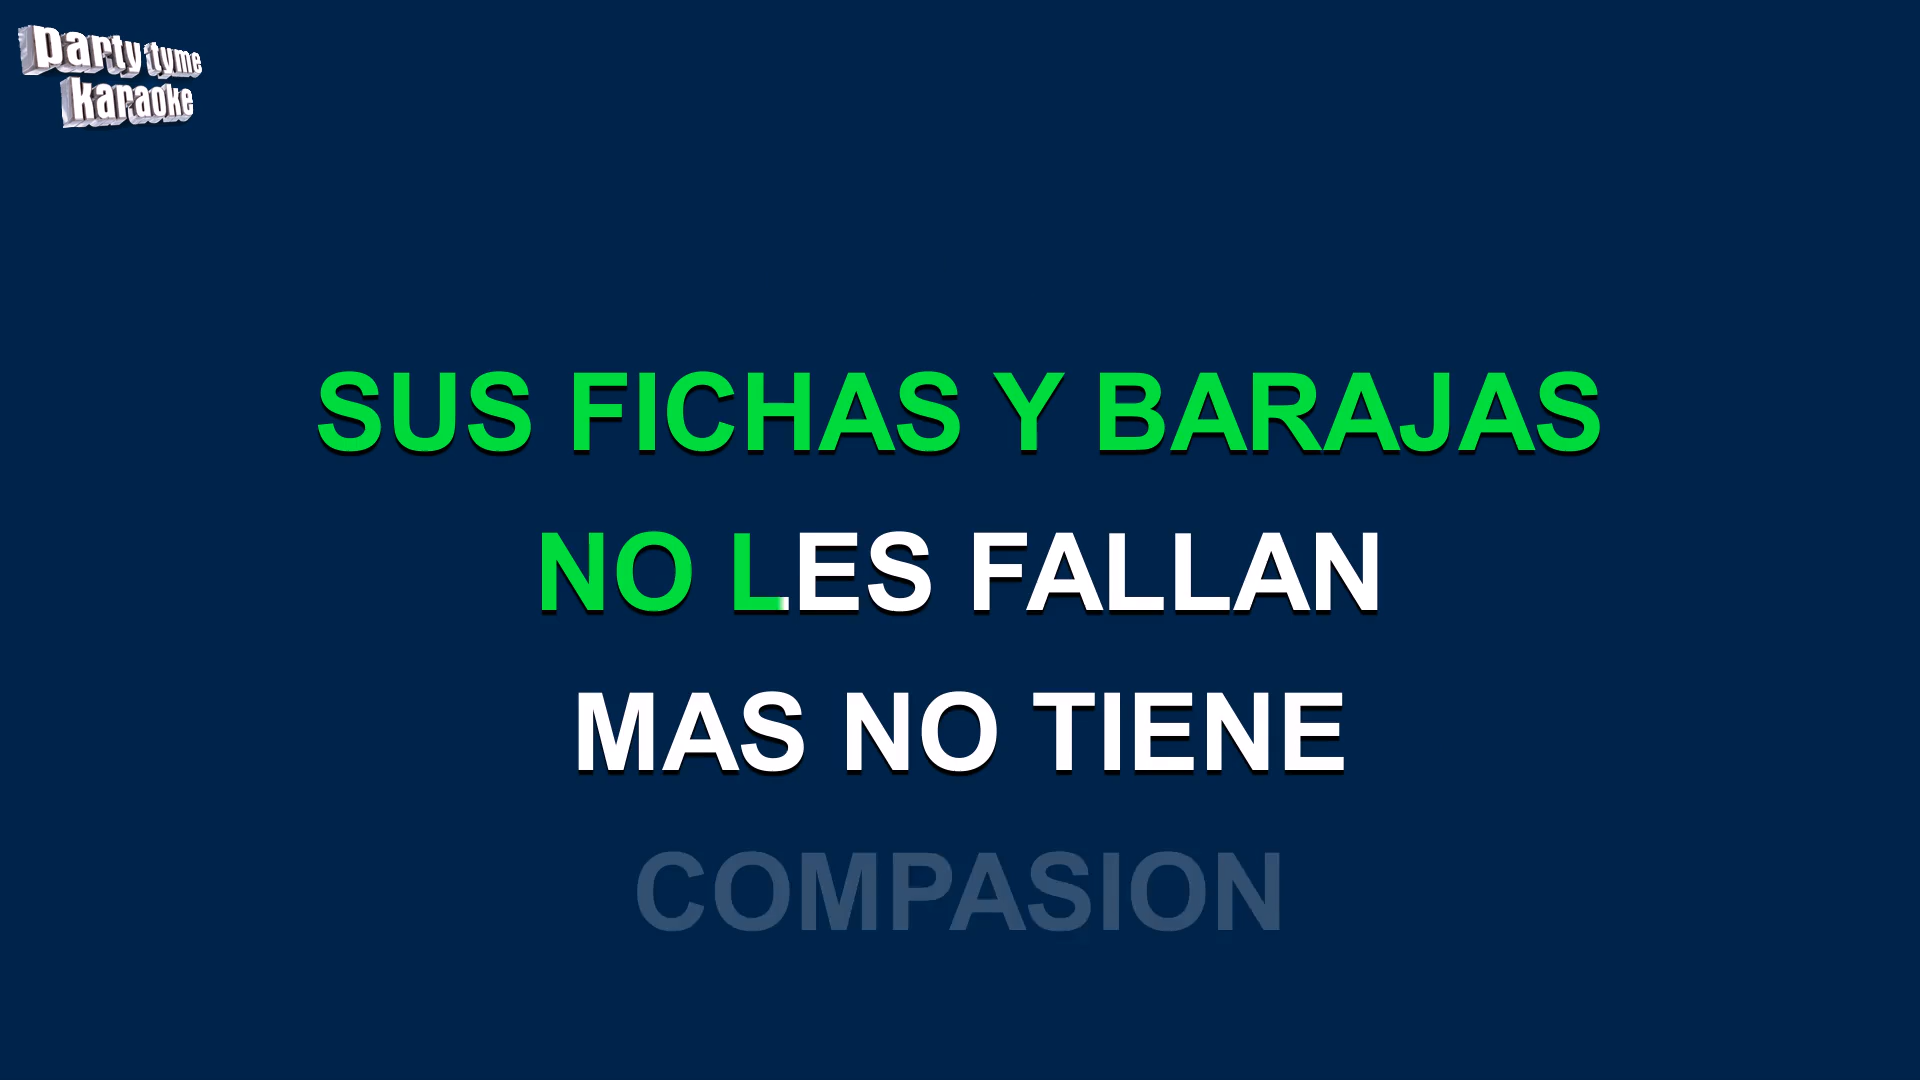 party tyme
karaoke
SUS FICHAS Y BARAJAS
NO LES FALLAN
MAS NO TIENE
COMPASION